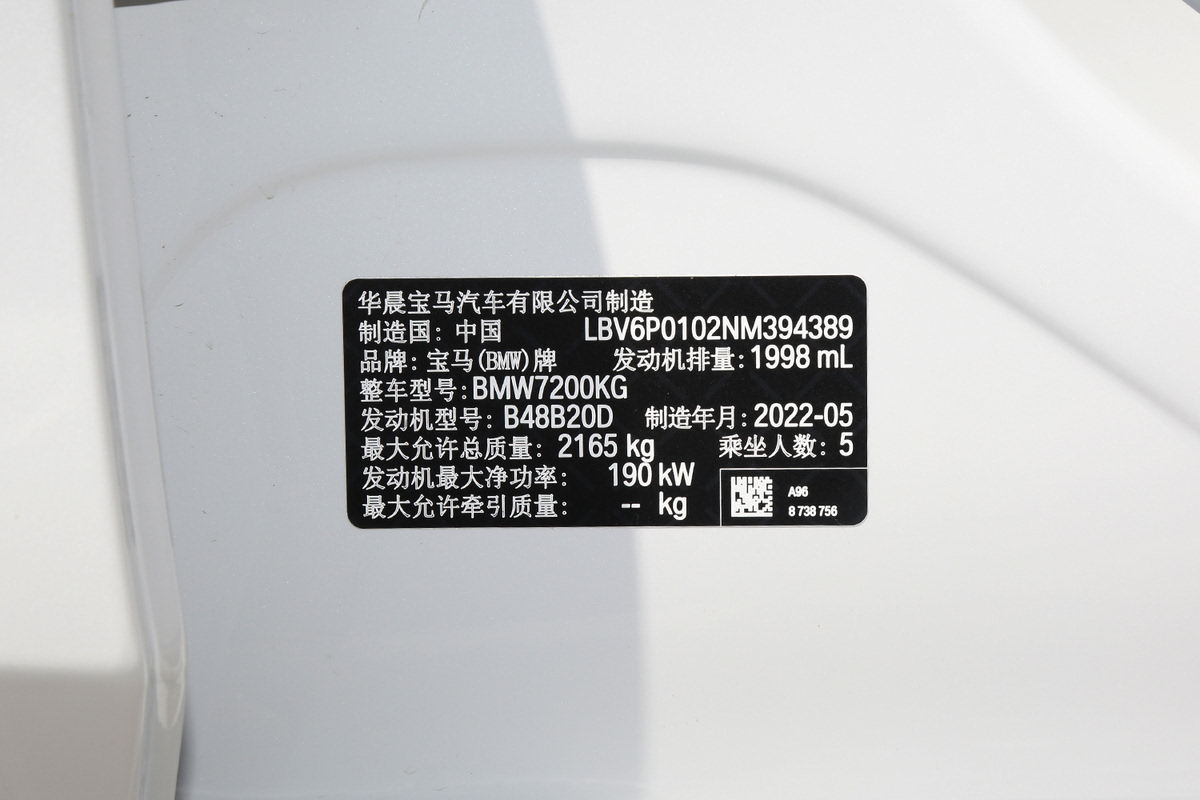 华晨宝马汽车有限公司制造
制造国: 中国 LBV6P0102NM394389
品牌: 宝马(BMW)牌 发动机排量: 1998 mL
整车型号: BMW7200KG
发动机型号: B48B20D 制造年月: 2022-05
最大允许总质量: 2165 kg 乘坐人数: 5
发动机最大净功率: 190 kW
最大允许牵引质量: -- kg
A96
8 738 756